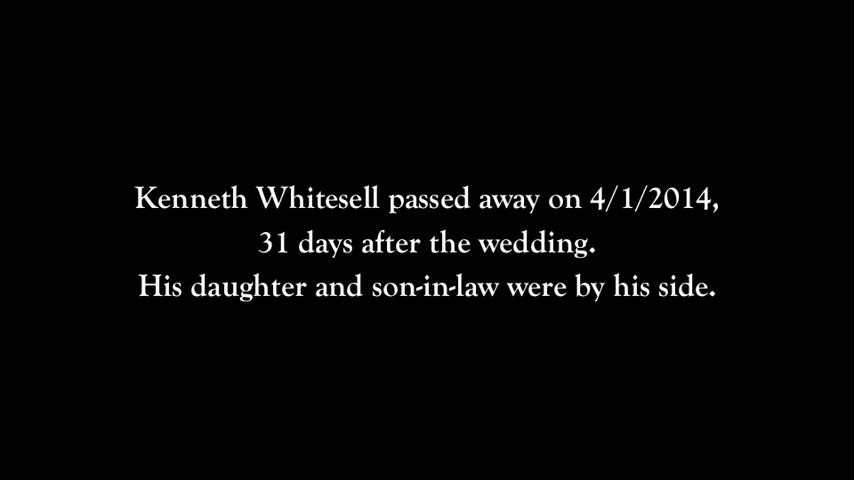 Kenneth Whitesell passed away on 4/1/2014,
31 days after the wedding.
His daughter and son-in-law were by his side.